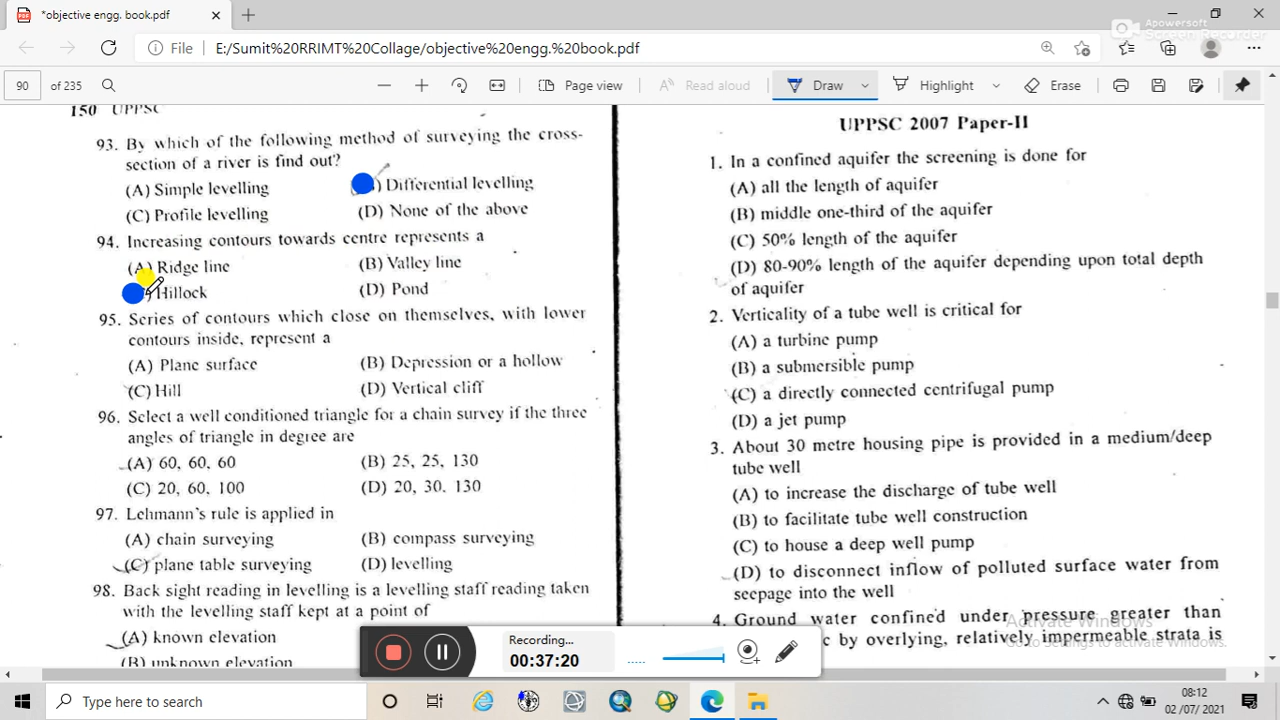 *objective engg. book.pdf
Apowersoft
Screen Recorder
File E:/Sumit%20RRIMT%20Collage/objective%20engg.%20book.pdf
90 of 235
Page view
Read aloud
Draw
Highlight
Erase
150 UPPSC
93. By which of the following method of surveying the cross-
section of a river is find out?
(A) Simple levelling
) Differential levelling
(C) Profile levelling
(D) None of the above
94. Increasing contours towards centre represents a
(A) Ridge line
(B) Valley line
) Hillock
(D) Pond
95. Series of contours which close on themselves, with lower
contours inside, represent a
(A) Plane surface
(B) Depression or a hollow
(C) Hill
(D) Vertical cliff
96. Select a well conditioned triangle for a chain survey if the three
angles of triangle in degree are
(A) 60, 60, 60
(B) 25, 25, 130
(C) 20, 60, 100
(D) 20, 30. 130
97. Lehmann's rule is applied in
(A) chain surveying
(B) compass surveying
(C) plane table surveying
(D) levelling
98. Back sight reading in levelling is a levelling staff reading taken
with the levelling staff kept at a point of
(A) known elevation
(B) unknown elevation
UPPSC 2007 Paper-II
1. In a confined aquifer the screening is done for
(A) all the length of aquifer
(B) middle one-third of the aquifer
(C) 50% length of the aquifer
(D) 80-90% length of the aquifer depending upon total depth
of aquifer
2. Verticality of a tube well is critical for
(A) a turbine pump
(B) a submersible pump
(C) a directly connected centrifugal pump
(D) a jet pump
3. About 30 metre housing pipe is provided in a medium/deep
tube well
(A) to increase the discharge of tube well
(B) to facilitate tube well construction
(C) to house a deep well pump
(D) to disconnect inflow of polluted surface water from
seepage into the well
4. Ground water confined under pressure greater than
c by overlying, relatively impermeable strata is
Activate Windows
Go to Settings to activate Windows.
Recording...
00:37:20
Type here to search
08:12
02/07/2021